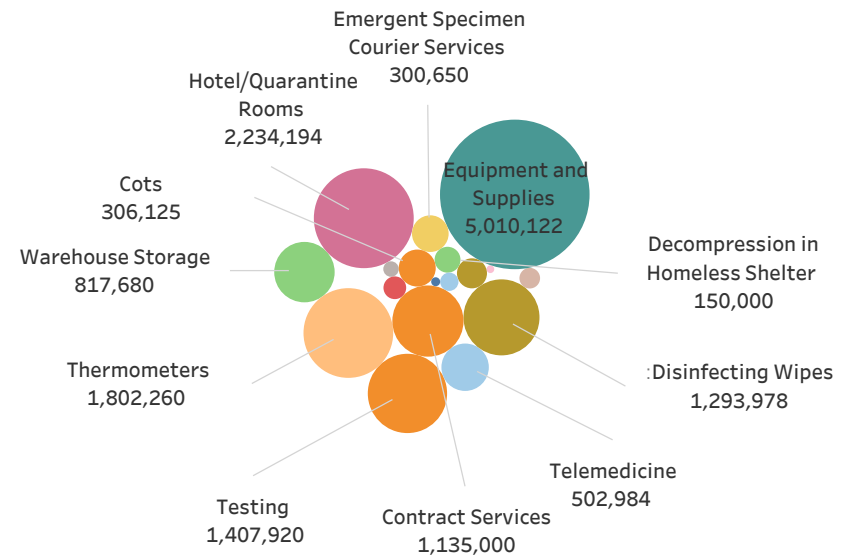 Emergent Specimen
Courier Services
300,650
Hotel/Quarantine
Rooms
2,234,194
Cots
306,125
Equipment and
Supplies
5,010,122
Warehouse Storage
817,680
Decompression in
Homeless Shelter
150,000
Thermometers
1,802,260
:Disinfecting Wipes
1,293,978
Telemedicine
502,984
Testing
1,407,920
Contract Services
1,135,000